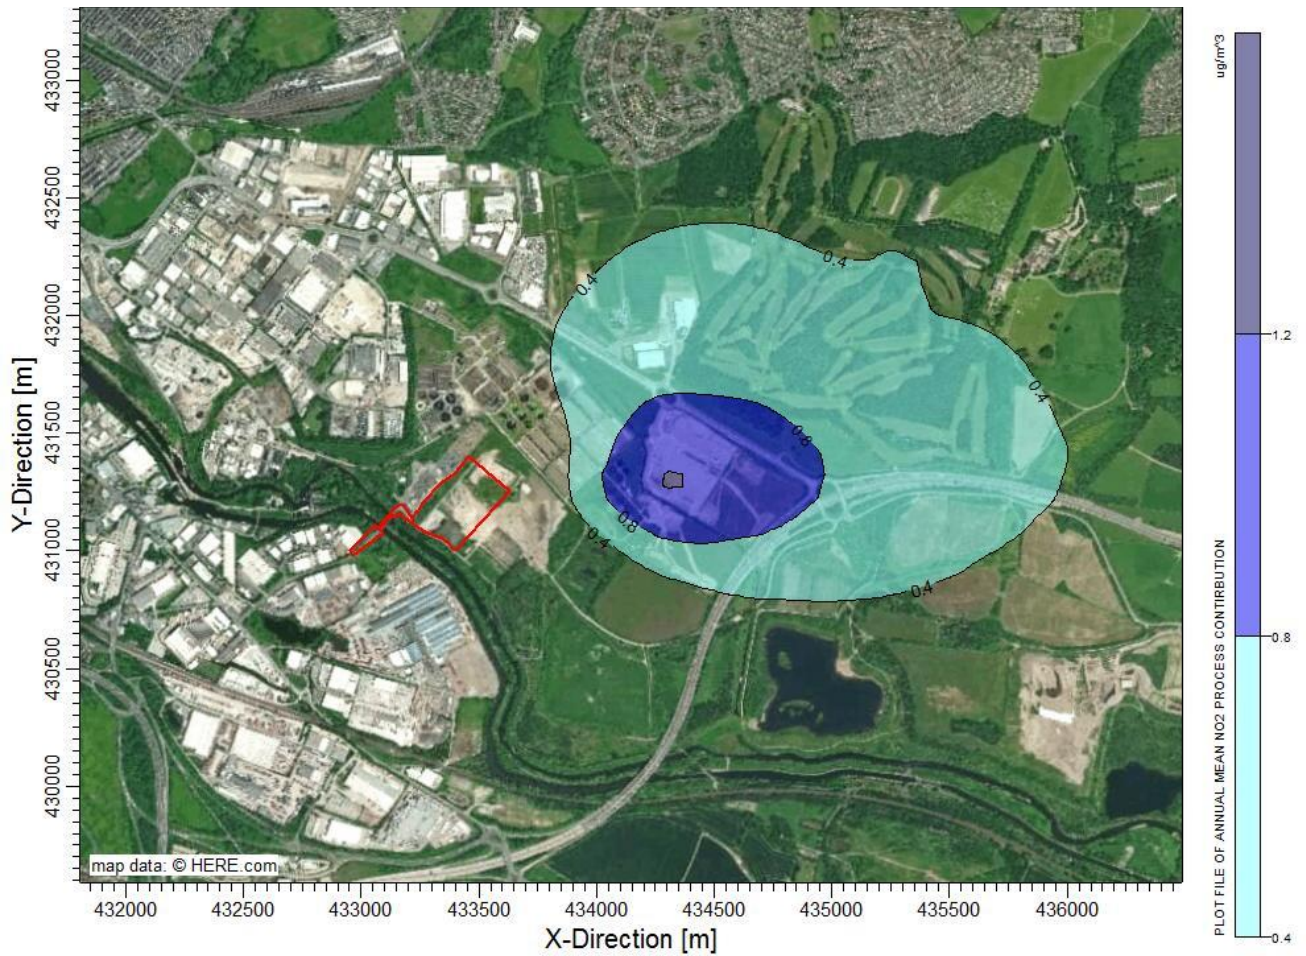 Y-Direction [m]
433000
432500
432000
431500
431000
430500
430000
0.4
0.4
0.4
0.8
0.8
0.4
0.4
map data: © HERE.com
432000 432500 433000 433500 434000 434500 435000 435500 436000
X-Direction [m]
ug/m^3
PLOT FILE OF ANNUAL MEAN NO2 PROCESS CONTIRBUTION
1.2
0.8
0.4